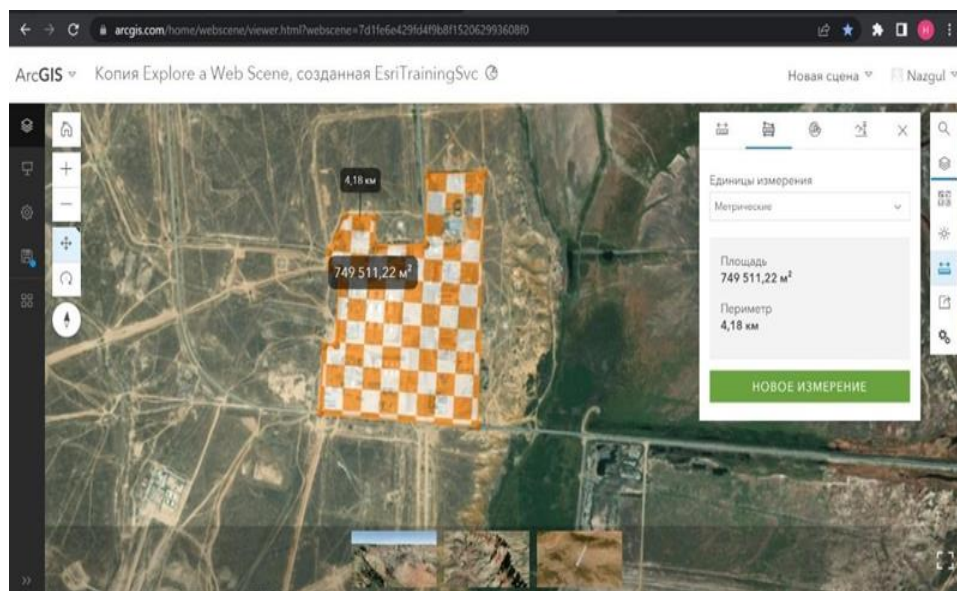 arcgis.com/home/webscene/viewer.html?webscene=7d1fe6e429fd4f9b8f152062993608f0
H
ArcGIS
Копия Explore a Web Scene, созданная EsriTrainingSvc
Новая сцена
Nazgul
4,18 км
749 511,22 м²
Единицы измерения
Метрические
Площадь
749 511,22 м²
Периметр
4,18 км
НОВОЕ ИЗМЕРЕНИЕ